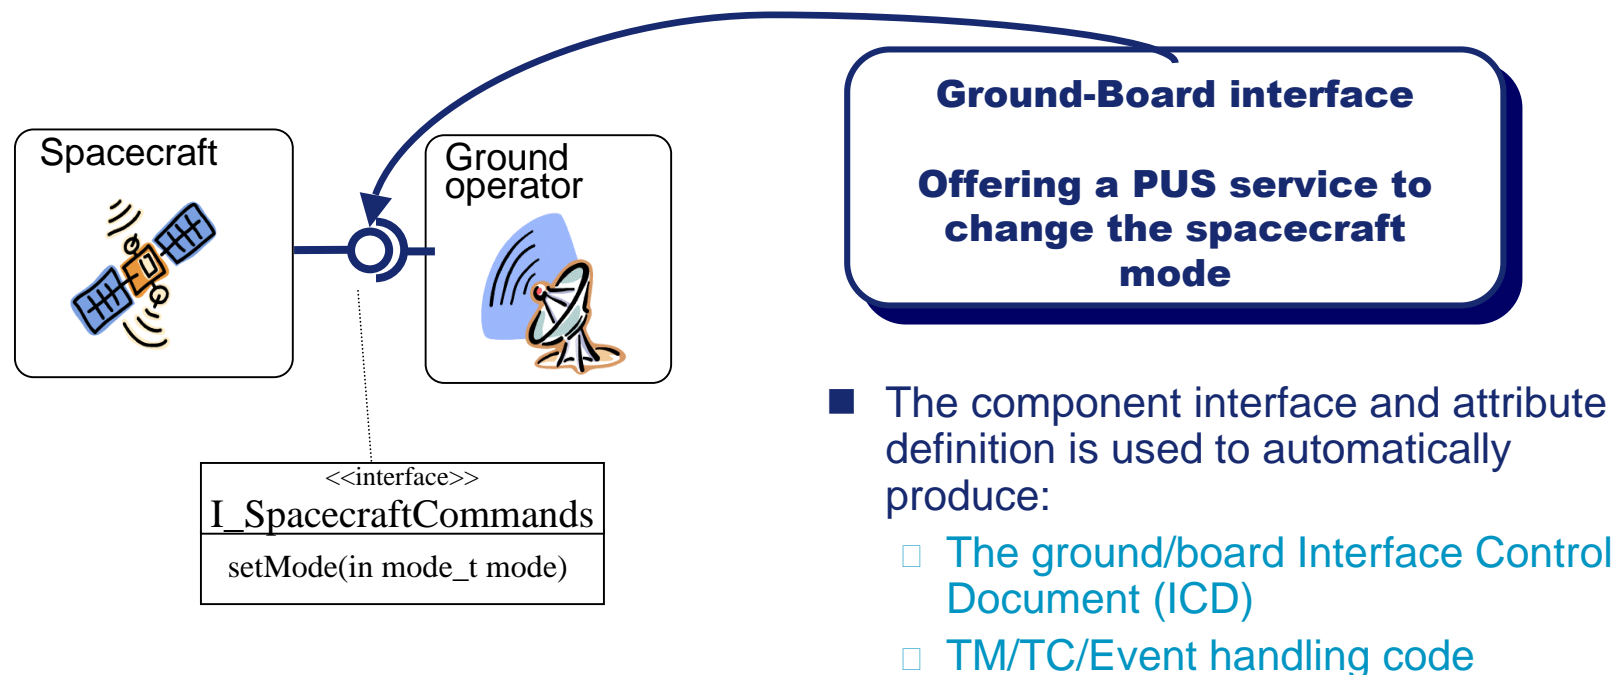 Spacecraft
Ground
operator
<<interface>>
I_SpacecraftCommands
setMode(in mode_t mode)
Ground-Board interface
Offering a PUS service to
change the spacecraft
mode
The component interface and attribute
definition is used to automatically
produce:
The ground/board Interface Control
Document (ICD)
TM/TC/Event handling code